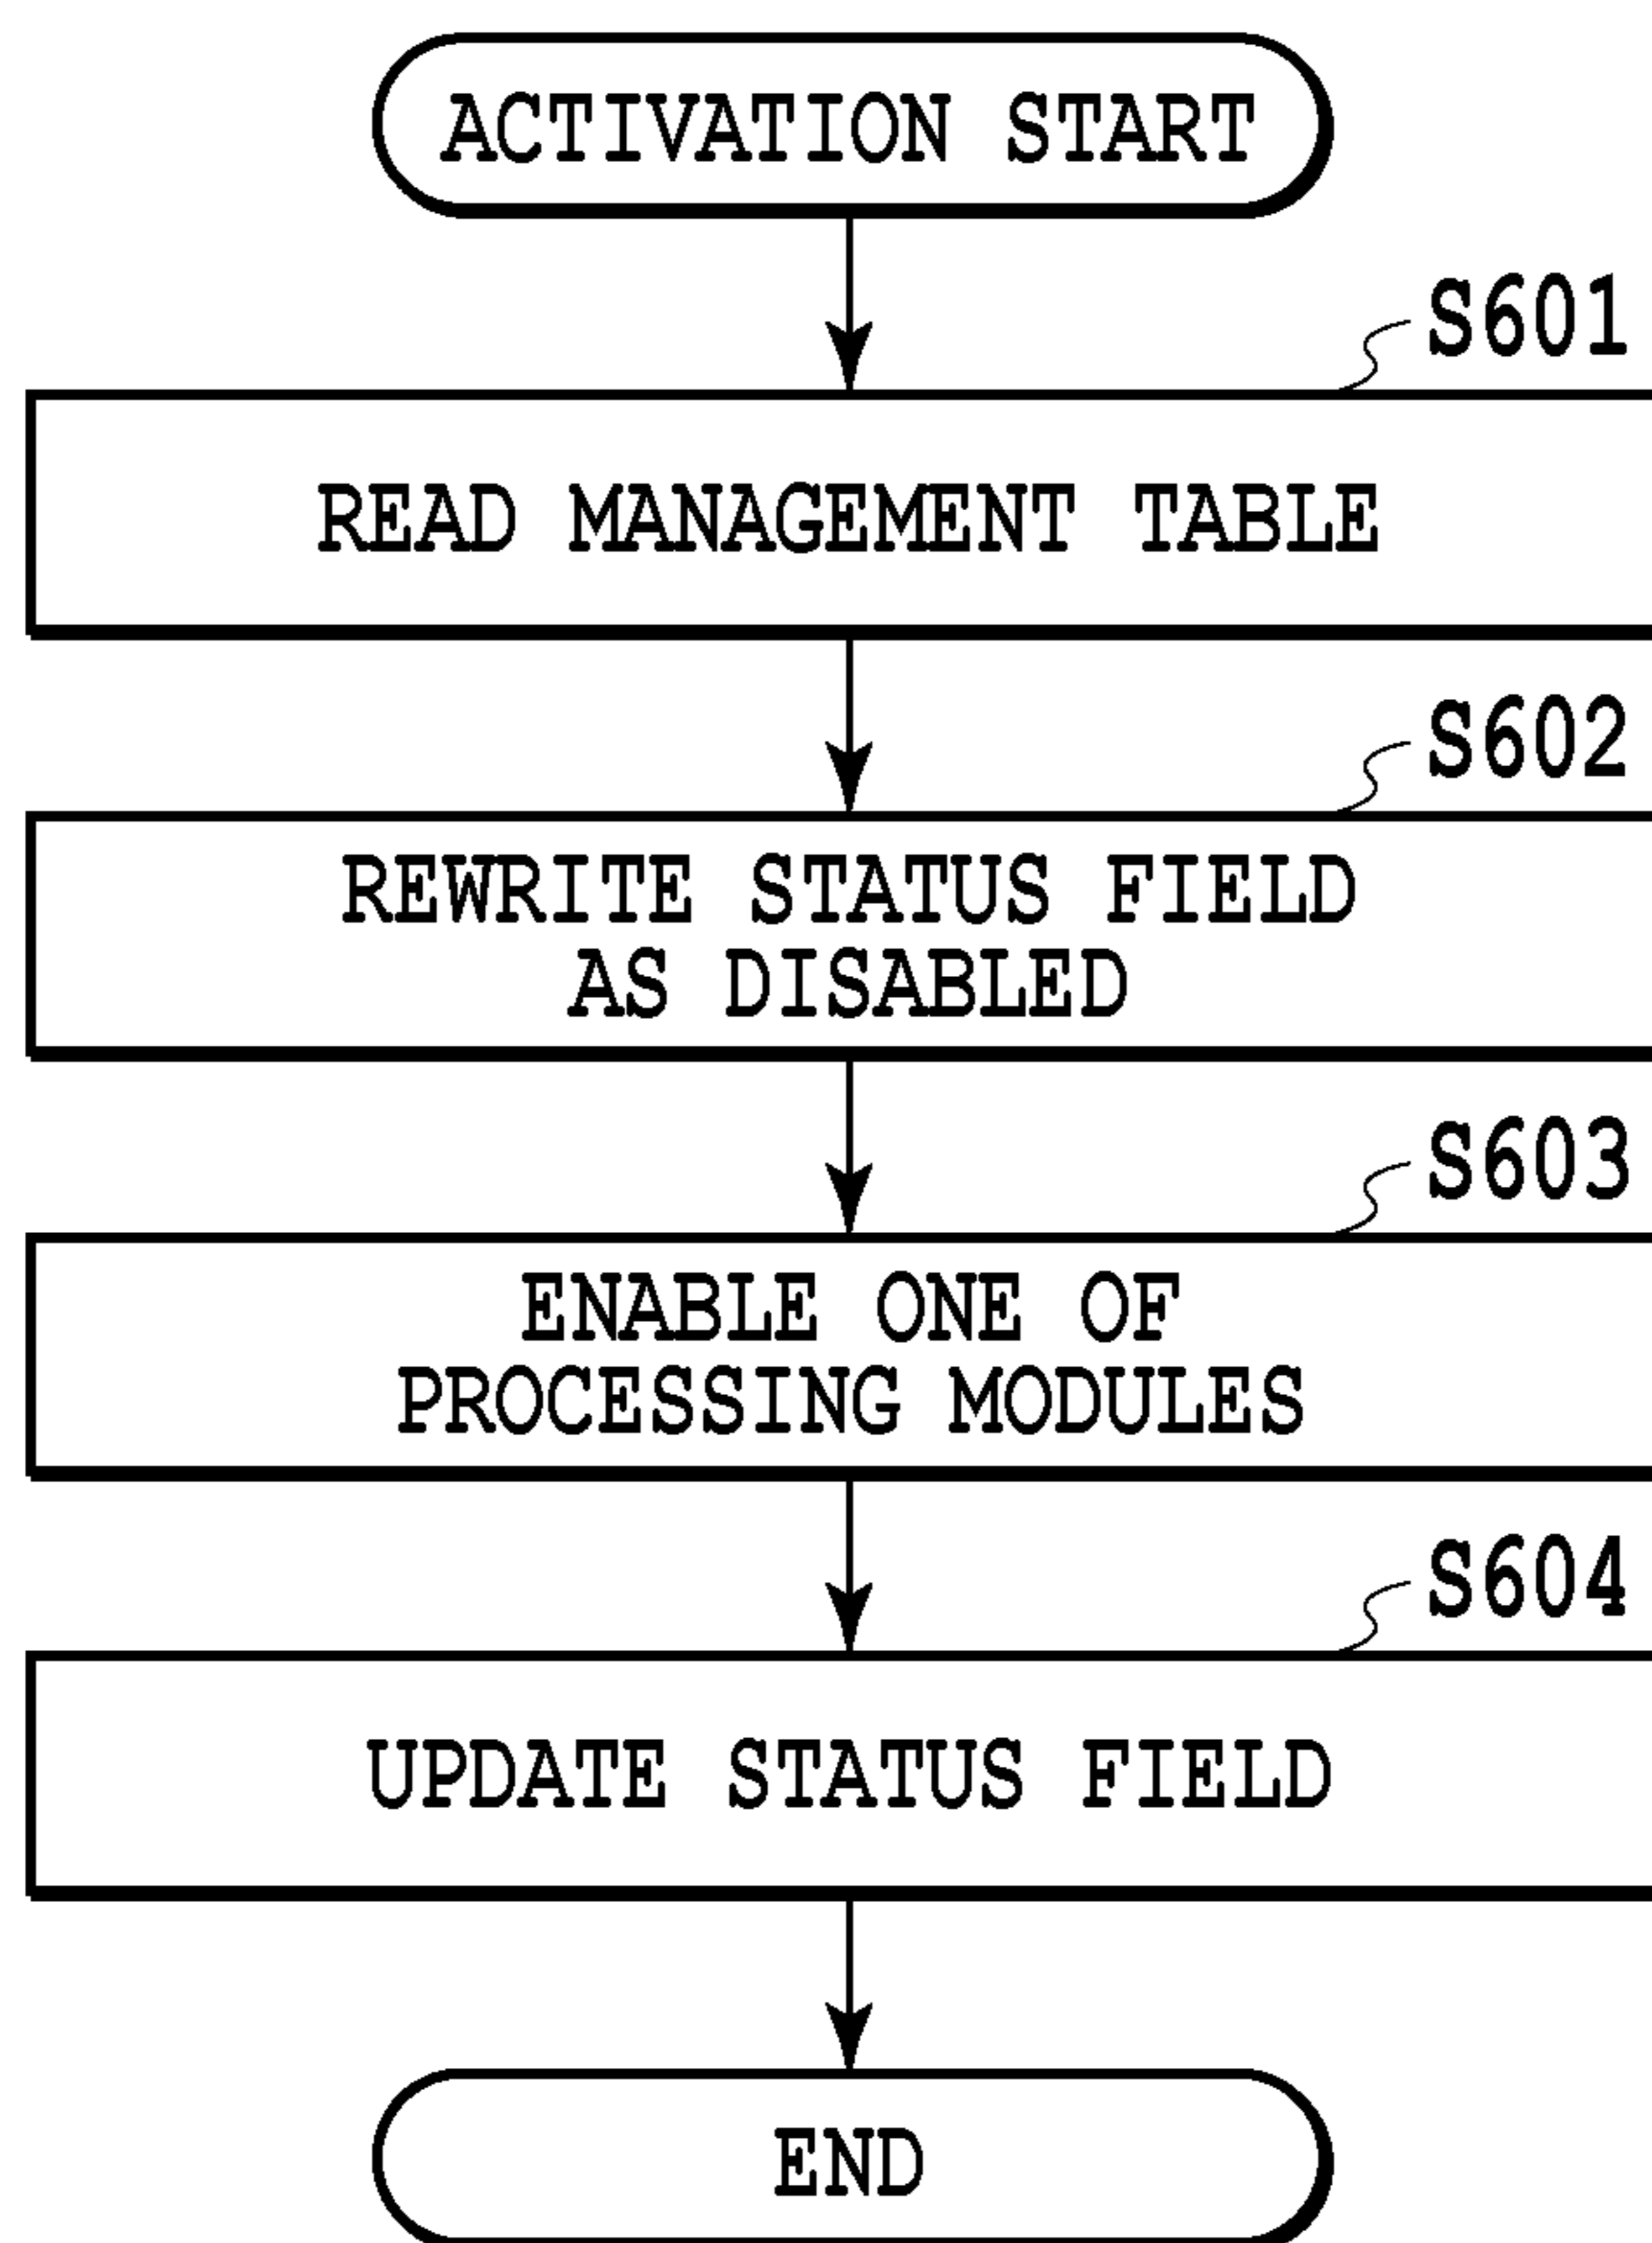 ACTIVATION START
S601
READ MANAGEMENT TABLE
S602
REWRITE STATUS FIELD
AS DISABLED
S603
ENABLE ONE OF
PROCESSING MODULES
S604
UPDATE STATUS FIELD
END